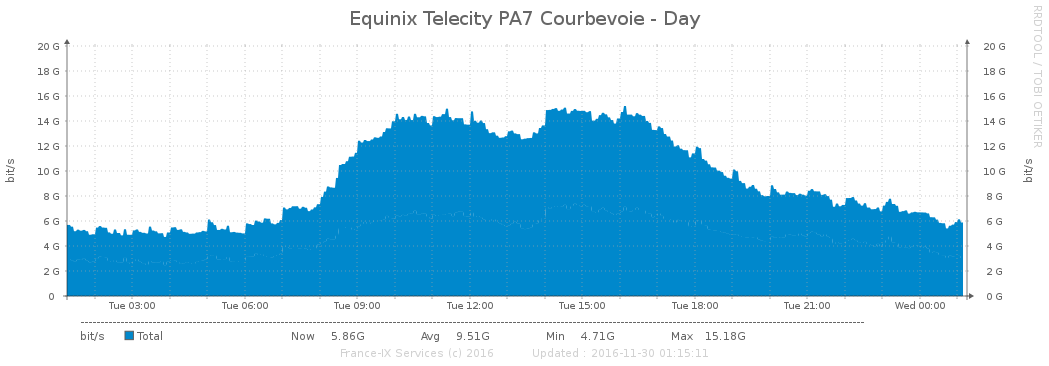 Equinix Telecity PA7 Courbevoie - Day
RRDTOOL / TOBI OETIKER
bit/s
20 G
18 G
16 G
14 G
12 G
10 G
8 G
6 G
4 G
2 G
0
20 G
18 G
16 G
14 G
12 G
10 G
8 G
6 G
4 G
2 G
0 G
bit/s
Tue 03:00 Tue 06:00 Tue 09:00 Tue 12:00 Tue 15:00 Tue 18:00 Tue 21:00 Wed 00:00
bit/s Total Now 5.86G Avg 9.51G Min 4.71G Max 15.18G
France-IX Services (c) 2016 Updated : 2016-11-30 01:15:11